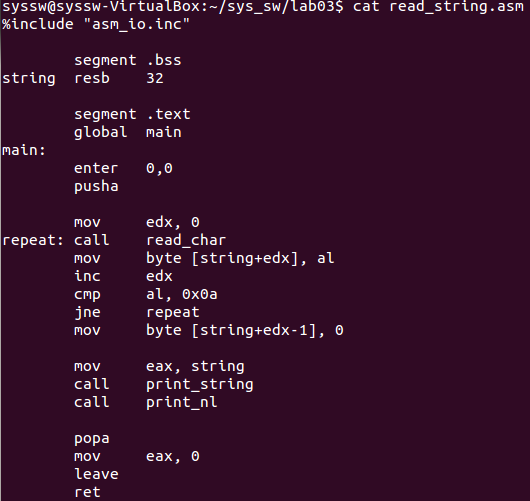 syssw@syssw-VirtualBox:~/sys_sw/lab03$ cat read_string.asm
%include "asm_io.inc"
segment .bss
string resb 32
segment .text
global main
main:
enter 0,0
pusha
mov edx, 0
repeat: call read_char
mov byte [string+edx], al
inc edx
cmp al, 0x0a
jne repeat
mov byte [string+edx-1], 0
mov eax, string
call print_string
call print_nl
popa
mov eax, 0
leave
ret